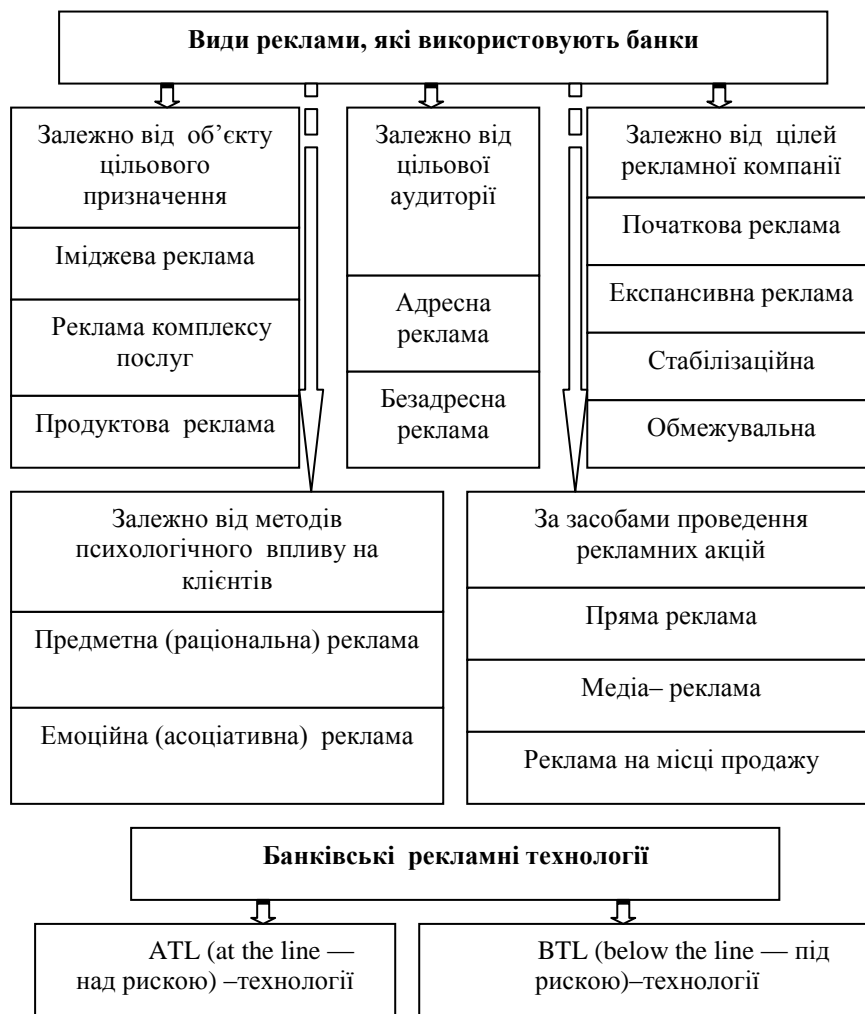 Види реклами, які використовують банки
Залежно від об’єкту
цільового
призначення
Іміджева реклама
Реклама комплексу
послуг
Продуктова реклама
Залежно від
цільової
аудиторії
Адресна
реклама
Безадресна
реклама
Залежно від цілей
рекламної компанії
Початкова реклама
Експансивна реклама
Стабілізаційна
Обмежувальна
Залежно від методів
психологічного впливу на
клієнтів
Предметна (раціональна) реклама
Емоційна (асоціативна) реклама
За засобами проведення
рекламних акцій
Пряма реклама
Медіа– реклама
Реклама на місці продажу
Банківські рекламні технології
ATL (at the line —
над рискою) –технології
BTL (below the line — під
рискою)–технології